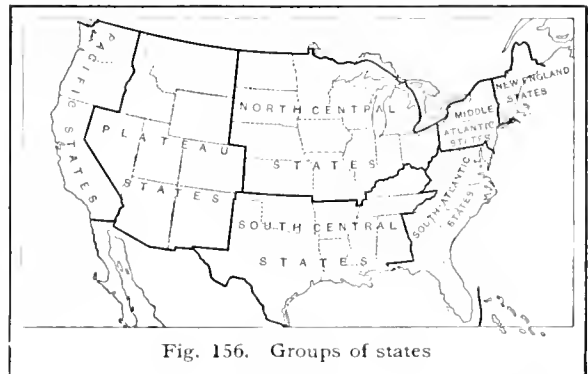 PACIFIC STATES
PLATEAU
STATES
NORTH CENTRAL
STATES
SOUTH CENTRAL
STATES
NEW ENGLAND
STATES
MIDDLE
ATLANTIC
STATES
SOUTH ATLANTIC
STATES
Fig. 156. Groups of states